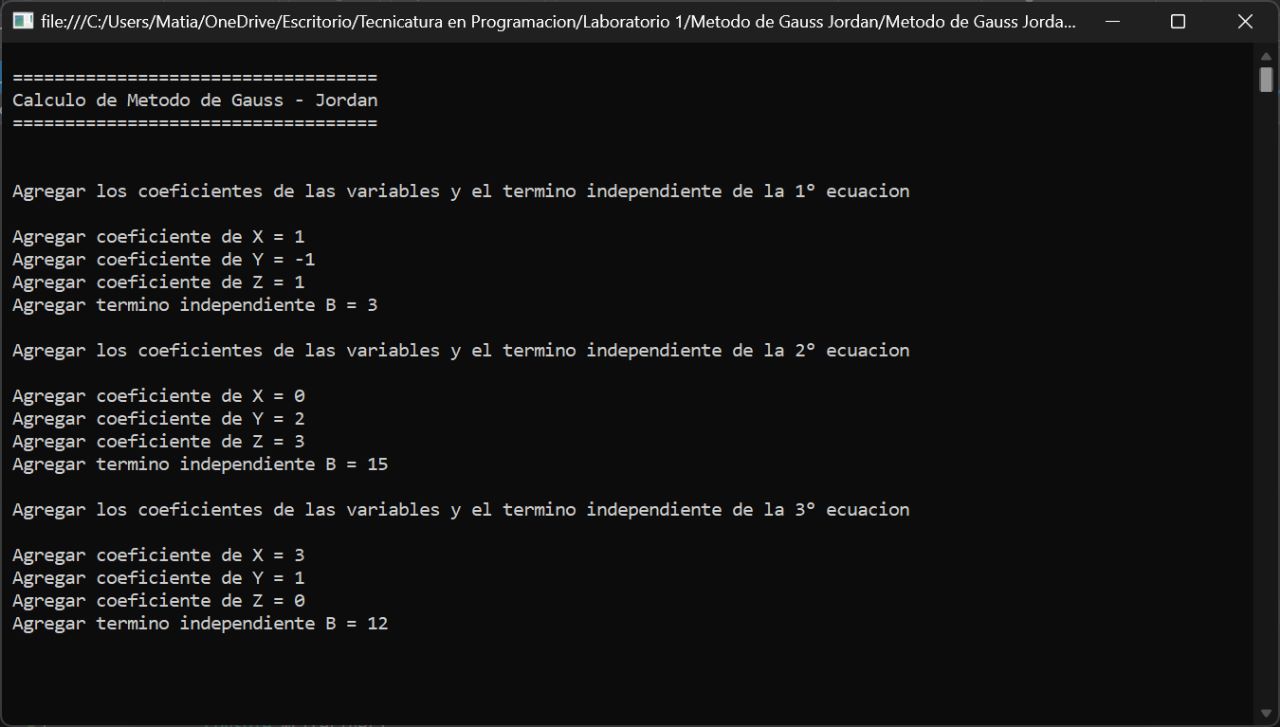 file:///C:/Users/Matia/OneDrive/Escritorio/Tecnicatura en Programacion/Laboratorio 1/Metodo de Gauss Jordan/Metodo de Gauss Jorda...
===================================
Calculo de Metodo de Gauss - Jordan
===================================
Agregar los coeficientes de las variables y el termino independiente de la 1° ecuacion
Agregar coeficiente de X = 1
Agregar coeficiente de Y = -1
Agregar coeficiente de Z = 1
Agregar termino independiente B = 3
Agregar los coeficientes de las variables y el termino independiente de la 2° ecuacion
Agregar coeficiente de X = 0
Agregar coeficiente de Y = 2
Agregar coeficiente de Z = 3
Agregar termino independiente B = 15
Agregar los coeficientes de las variables y el termino independiente de la 3° ecuacion
Agregar coeficiente de X = 3
Agregar coeficiente de Y = 1
Agregar coeficiente de Z = 0
Agregar termino independiente B = 12